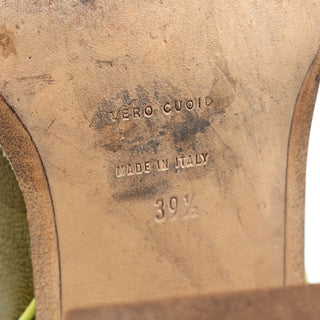 VERO CUOIO
MADE IN ITALY
39½